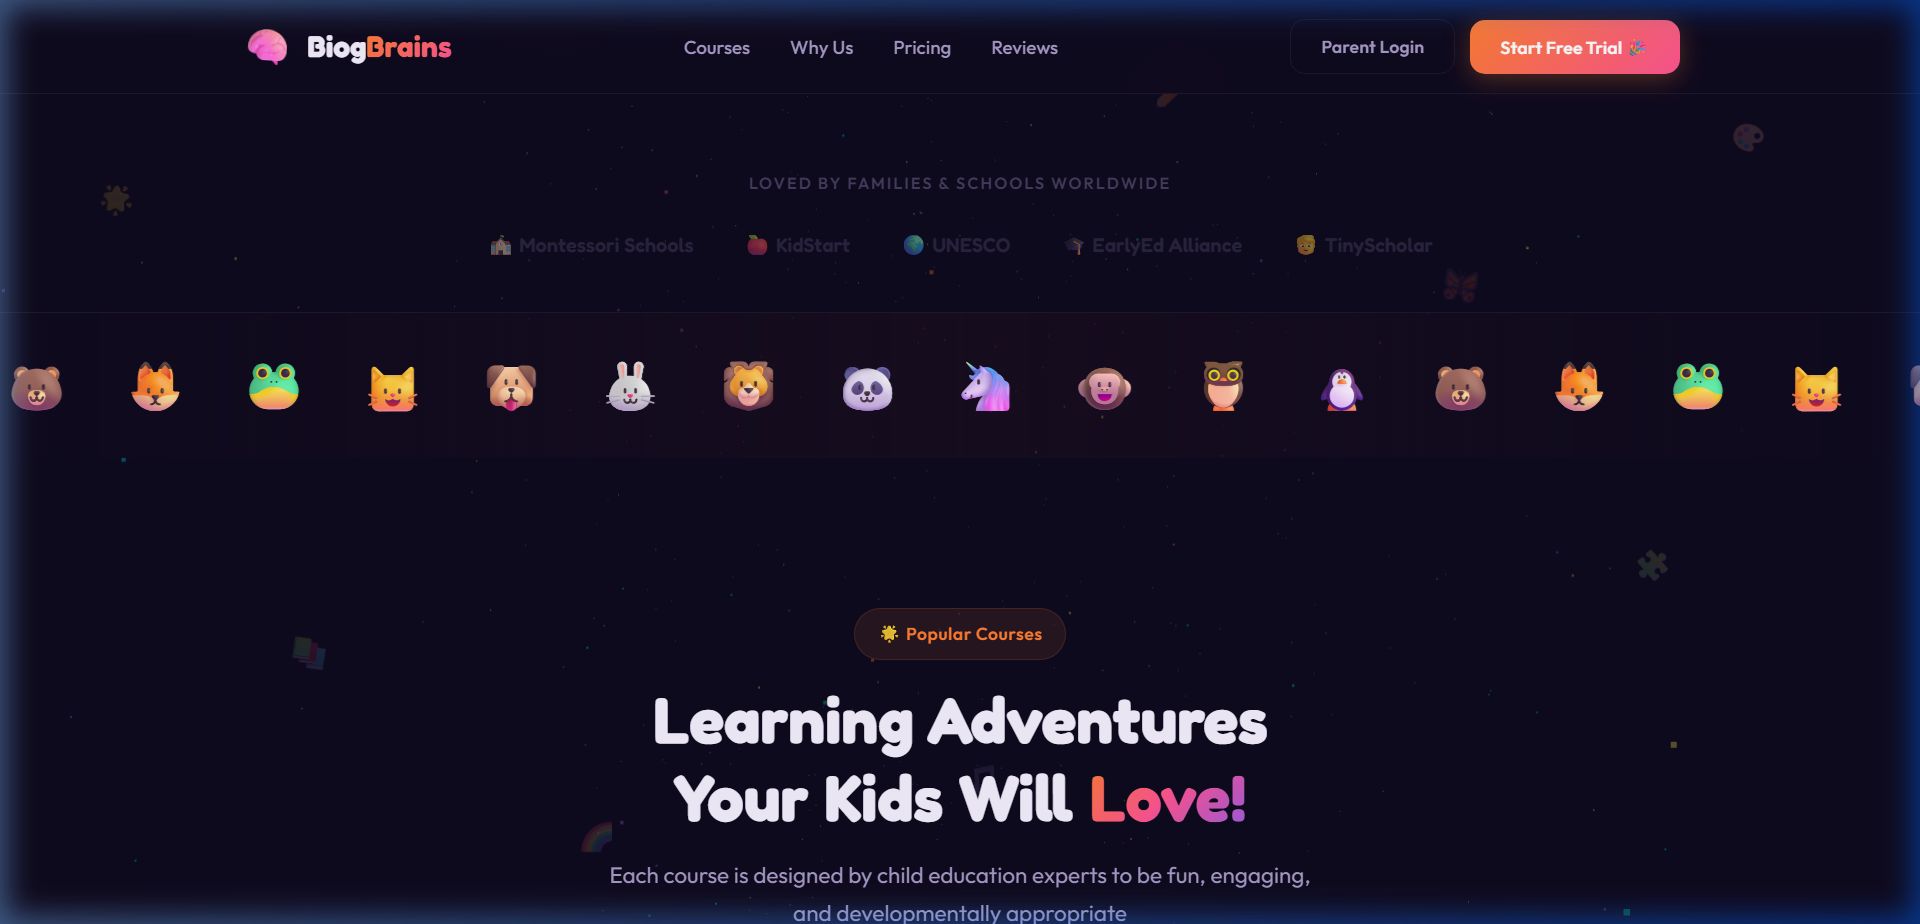 BiogBrains
Courses
Why Us
Pricing
Reviews
Parent Login
Start Free Trial
LOVED BY FAMILIES & SCHOOLS WORLDWIDE
Montessori Schools
KidStart
UNESCO
EarlyEd Alliance
TinyScholar
Popular Courses
Learning Adventures
Your Kids Will Love!
Each course is designed by child education experts to be fun, engaging,
and developmentally appropriate